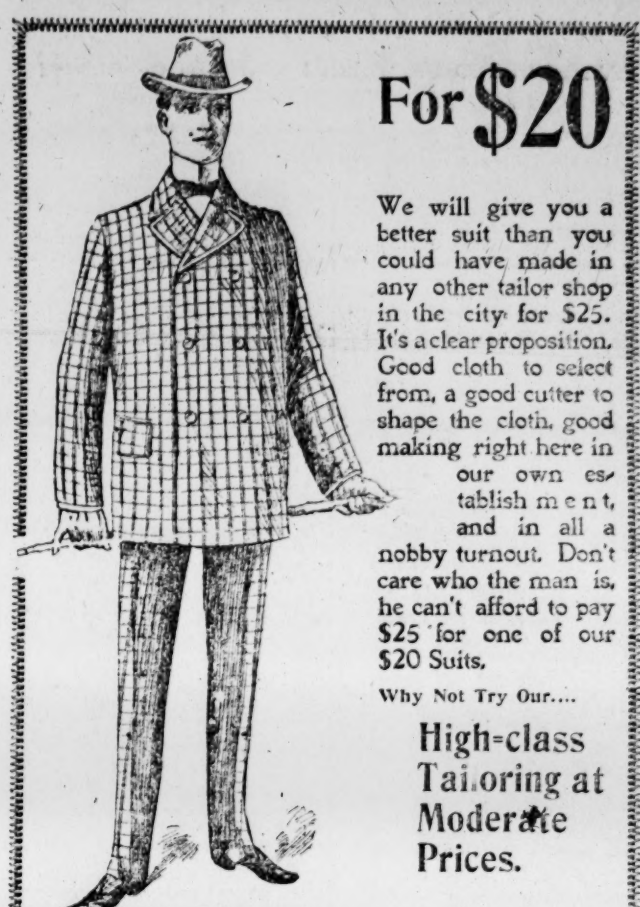 For $20
We will give you a
better suit than you
could have made in
any other tailor shop
in the city for $25.
It's a clear proposition.
Good cloth to select
from, a good cutter to
shape the cloth, good
making right here in
our own es-
tablishment,
and in all a
nobby turnout. Don't
care who the man is,
he can't afford to pay
$25 for one of our
$20 Suits.
Why Not Try Our....
High=class
Tailoring at
Moderate
Prices.